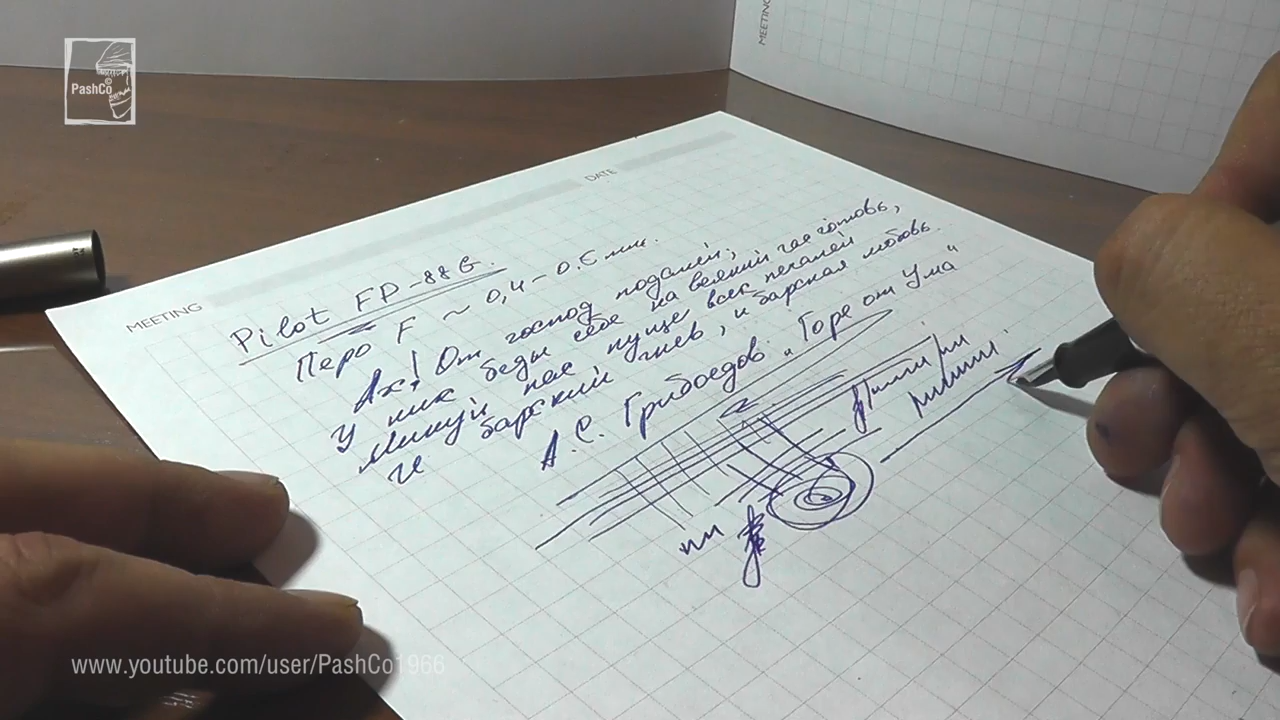 PashCo
©
MEETING
MEETING
DATE
Pilot FP-88G.
Перо F ~ 0,4-0.5 мм.
Ах! От господ подалей;
У них беды себе на всякий час готовь,
Минуй нас пуще всех печалей
И барский гнев, и барская любовь.
А. С. Грибоедов „Горе от Ума“
www.youtube.com/user/PashCo1966